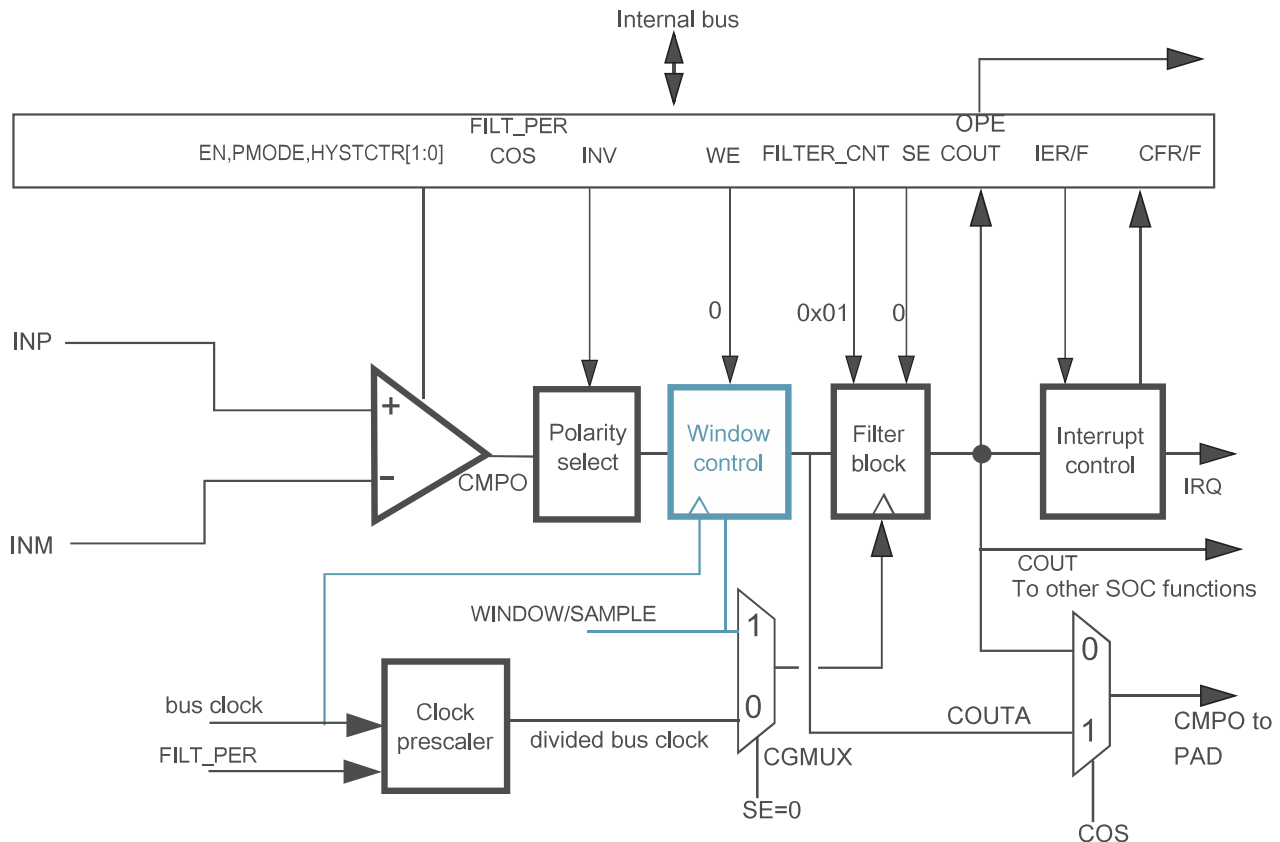 Internal bus
FILT_PER
OPE
EN,PMODE,HYSTCTR[1:0]
COS
INV
WE
FILTER_CNT
SE
COUT
IER/F
CFR/F
0
0x01
0
INP
+
-
INM
CMPO
Polarity
select
Window
control
Filter
block
Interrupt
control
IRQ
COUT
To other SOC functions
WINDOW/SAMPLE
1
0
bus clock
FILT_PER
Clock
prescaler
divided bus clock
CGMUX
SE=0
COUTA
0
1
CMPO to
PAD
COS